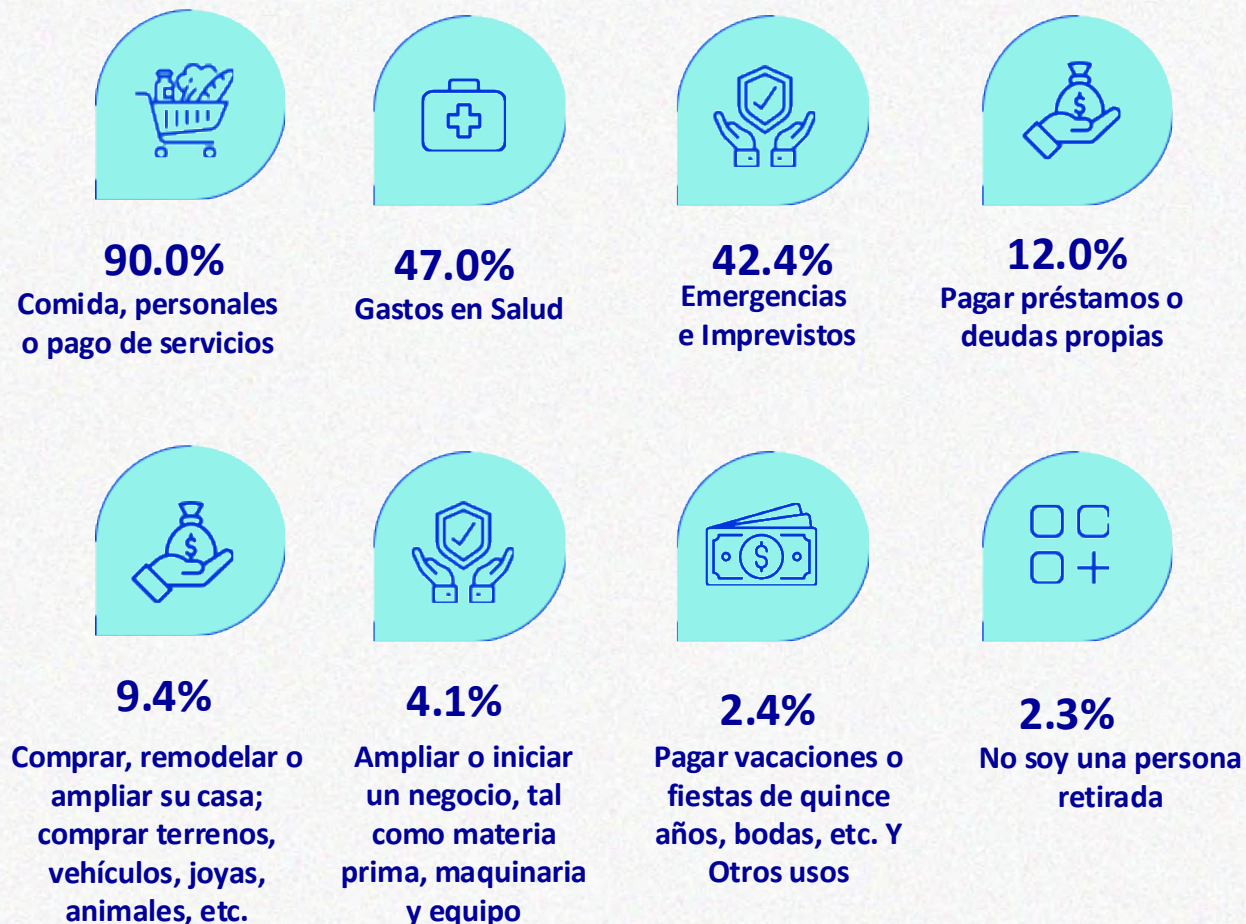 90.0%
Comida, personales
o pago de servicios
47.0%
Gastos en Salud
42.4%
Emergencias
e Imprevistos
12.0%
Pagar préstamos o
deudas propias
9.4%
Comprar, remodelar o
ampliar su casa;
comprar terrenos,
vehículos, joyas,
animales, etc.
4.1%
Ampliar o iniciar
un negocio, tal
como materia
prima, maquinaria
y equipo
2.4%
Pagar vacaciones o
fiestas de quince
años, bodas, etc. Y
Otros usos
2.3%
No soy una persona
retirada